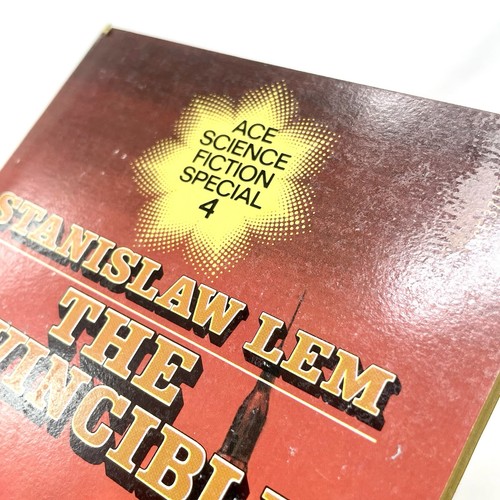 ACE
SCIENCE
FICTION
SPECIAL
4
STANISLAW LEM
THE